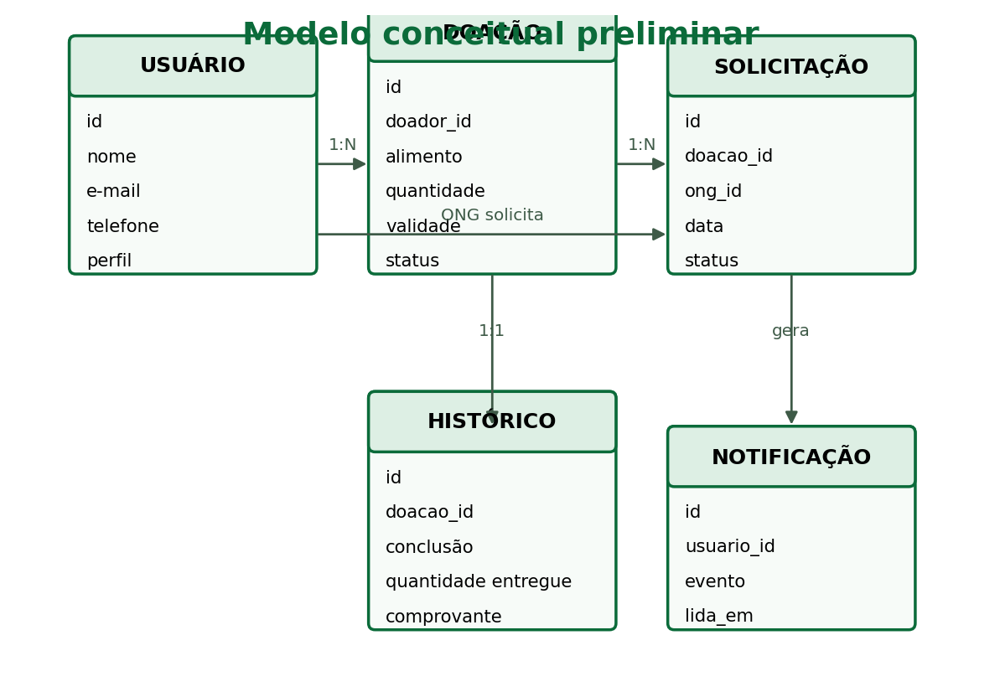 Modelo conceitual preliminar
USUÁRIO
id
nome
e-mail
telefone
perfil
1:N
DOAÇÃO
id
doador_id
alimento
quantidade
validade
status
1:N
ONG solicita
SOLICITAÇÃO
id
doacao_id
ong_id
data
status
1:1
gera
HISTÓRICO
id
doacao_id
conclusão
quantidade entregue
comprovante
NOTIFICAÇÃO
id
usuario_id
evento
lida_em